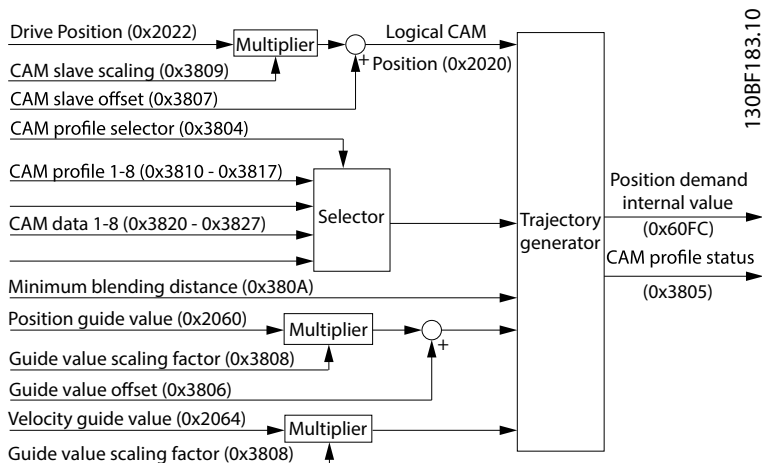 Drive Position (0x2022)
Multiplier
Logical CAM
Position (0x2020)
+
CAM slave scaling (0x3809)
CAM slave offset (0x3807)
CAM profile selector (0x3804)
CAM profile 1-8 (0x3810 - 0x3817)
CAM data 1-8 (0x3820 - 0x3827)
Selector
Trajectory
generator
Position demand
internal value
(0x60FC)
CAM profile status
(0x3805)
Minimum blending distance (0x380A)
Position guide value (0x2060)
Multiplier
+
Guide value scaling factor (0x3808)
Guide value offset (0x3806)
Velocity guide value (0x2064)
Multiplier
Guide value scaling factor (0x3808)
130BF183.10